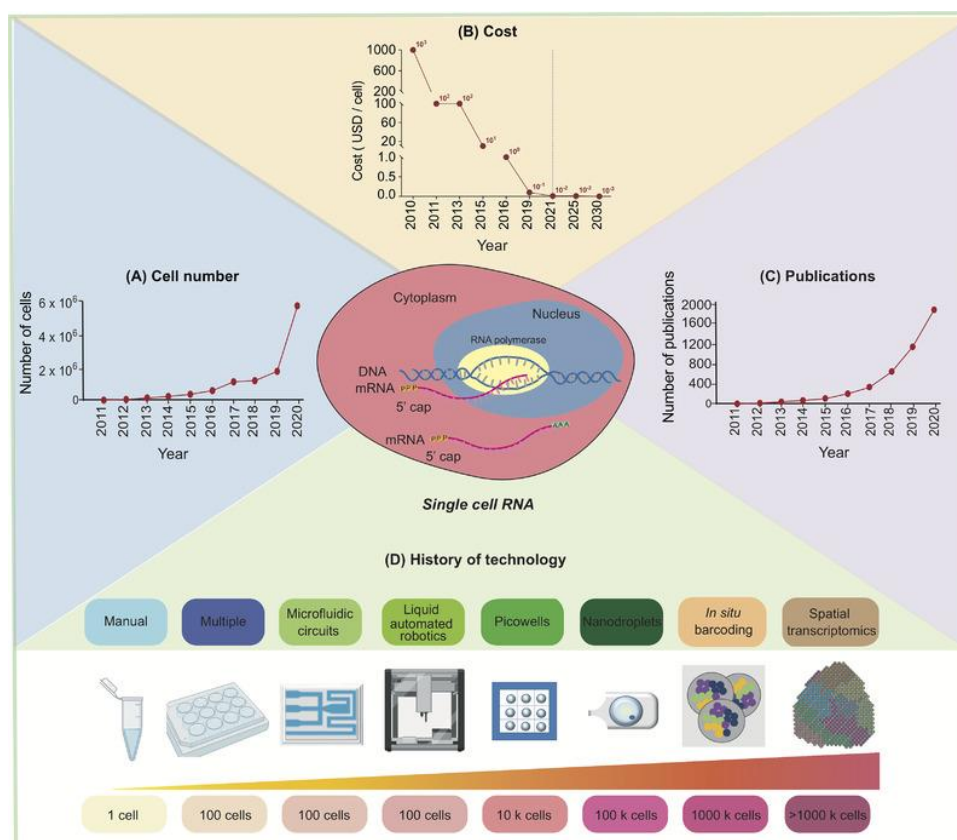 (B) Cost
Cost ( USD / cell)
1000
600
200
100
60
20
1.0
0.5
0.0
10³
10²
10²
10¹
10⁰
10⁻¹
10⁻²
10⁻²
10⁻³
2010
2011
2013
2015
2016
2019
2021
2025
2030
Year
(A) Cell number
Number of cells
6 x 10⁶
4 x 10⁶
2 x 10⁶
0
2011
2012
2013
2014
2015
2016
2017
2018
2019
2020
Year
Cytoplasm
Nucleus
RNA polymerase
DNA
mRNA
PPP
5' cap
mRNA
PPP
AAA
5' cap
Single cell RNA
(C) Publications
Number of publications
2000
1600
1200
800
400
0
2011
2012
2013
2014
2015
2016
2017
2018
2019
2020
Year
(D) History of technology
Manual
Multiple
Microfluidic
circuits
Liquid
automated
robotics
Picowells
Nanodroplets
In situ
barcoding
Spatial
transcriptomics
1 cell
100 cells
100 cells
100 cells
10 k cells
100 k cells
1000 k cells
>1000 k cells